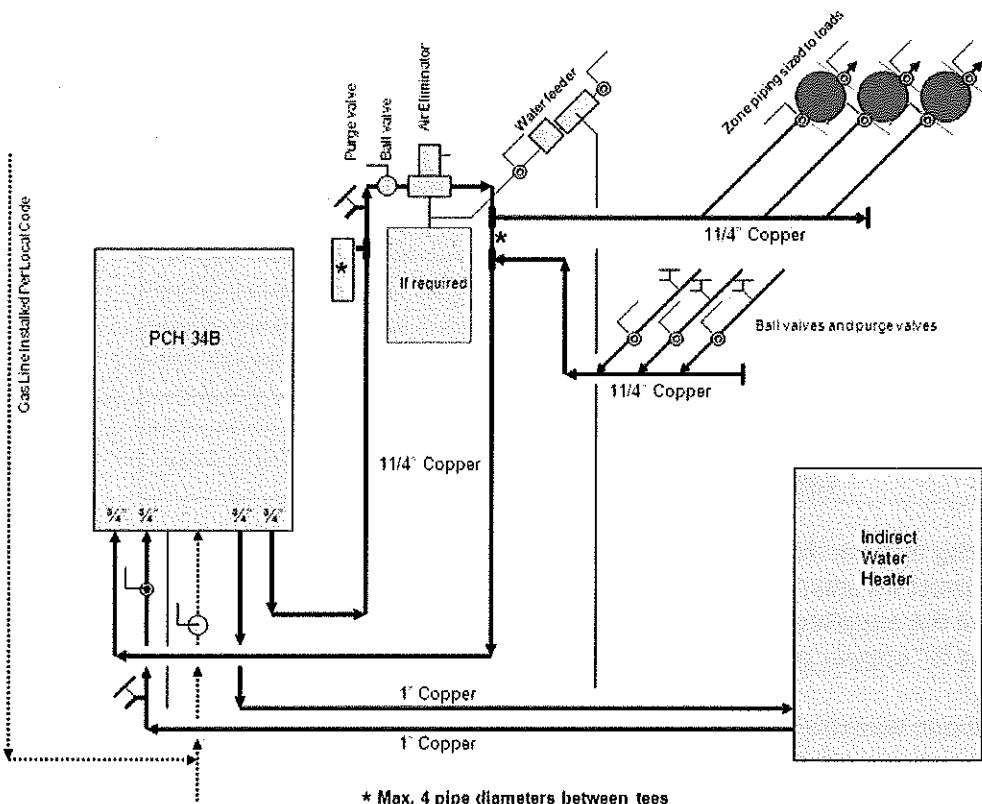 Gas Line Installed Per Local Code
Purge valve
Ball valve
Air Eliminator
Water feeder
Zone piping sized to loads
11/4" Copper
*
*
If required
PCH 34B
Ball valves and purge valves
11/4" Copper
11/4" Copper
¾" ¾" ¾" ¾"
Indirect
Water
Heater
1" Copper
1" Copper
* Max. 4 pipe diameters between tees